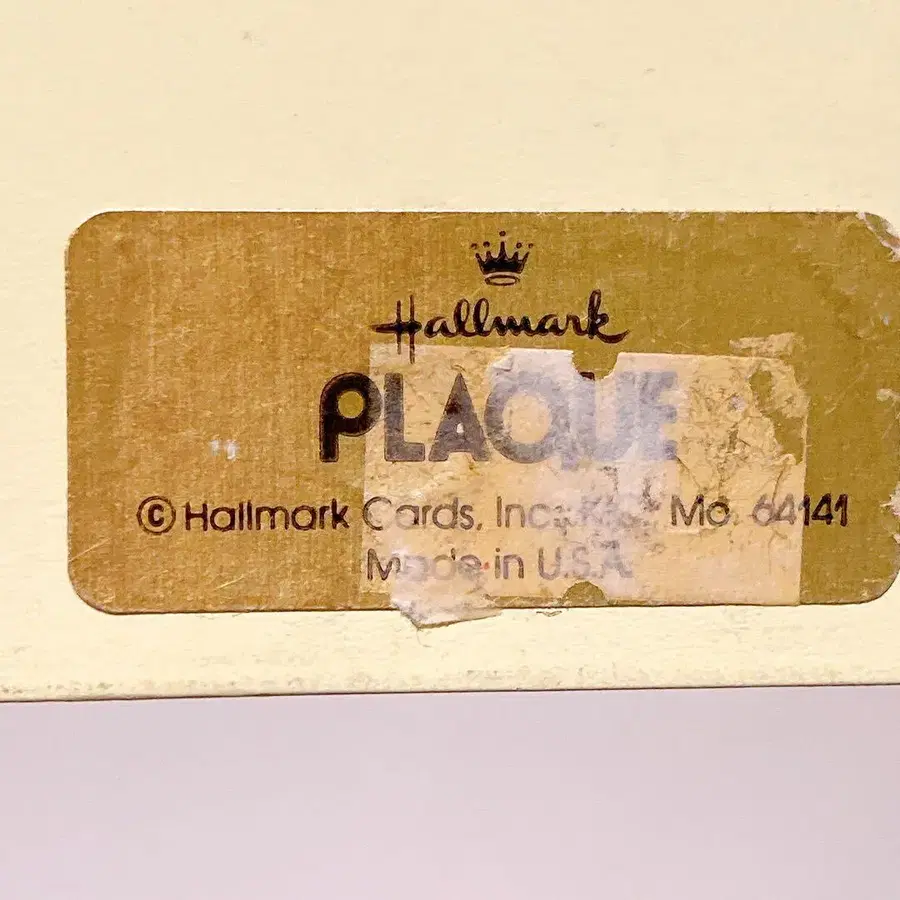 Hallmark
PLAQUE
© Hallmark Cards, Inc., K.C., Mo. 64141
Made in U.S.A.